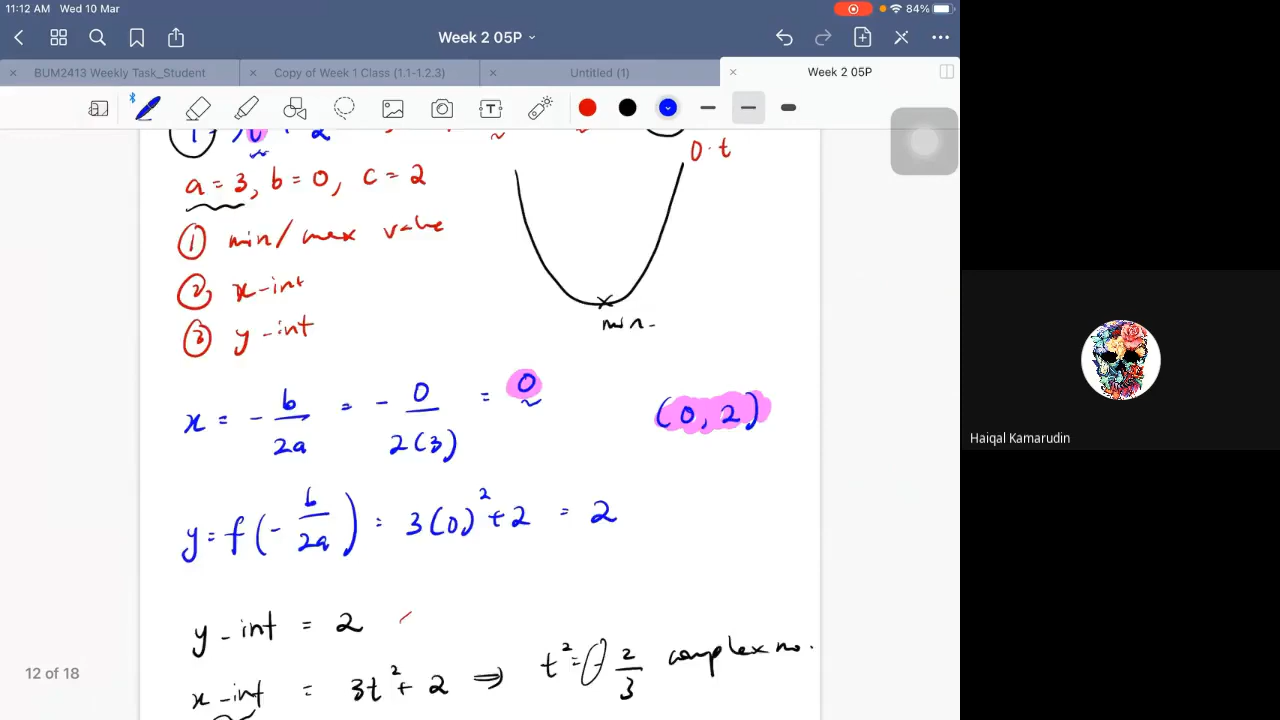 11:12 AM Wed 10 Mar 84%
Week 2 05P
BUM2413 Weekly Task_Student Copy of Week 1 Class (1.1-1.2.3) Untitled (1) Week 2 05P
0·t
a = 3, b = 0, c = 2
① min/max value
② x-int
③ y-int
min.
x = - b/2a = - 0/2(3) = 0
(0, 2)
y = f(- b/2a) = 3(0)² + 2 = 2
y-int = 2
x-int = 3t² + 2 ⇒ t² = - 2/3 complex no.
12 of 18
Haiqal Kamarudin